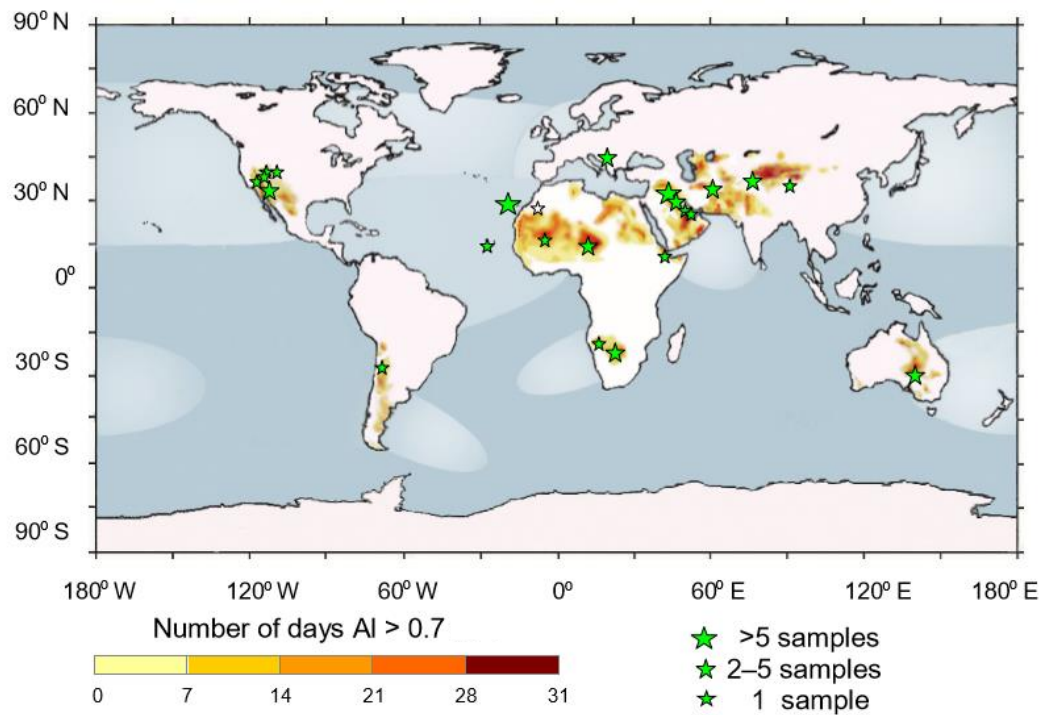 90° N
60° N
30° N
0°
30° S
60° S
90° S
180° W
120° W
60° W
0°
60° E
120° E
180° E
Number of days AI > 0.7
0 7 14 21 28 31
>5 samples
2–5 samples
1 sample